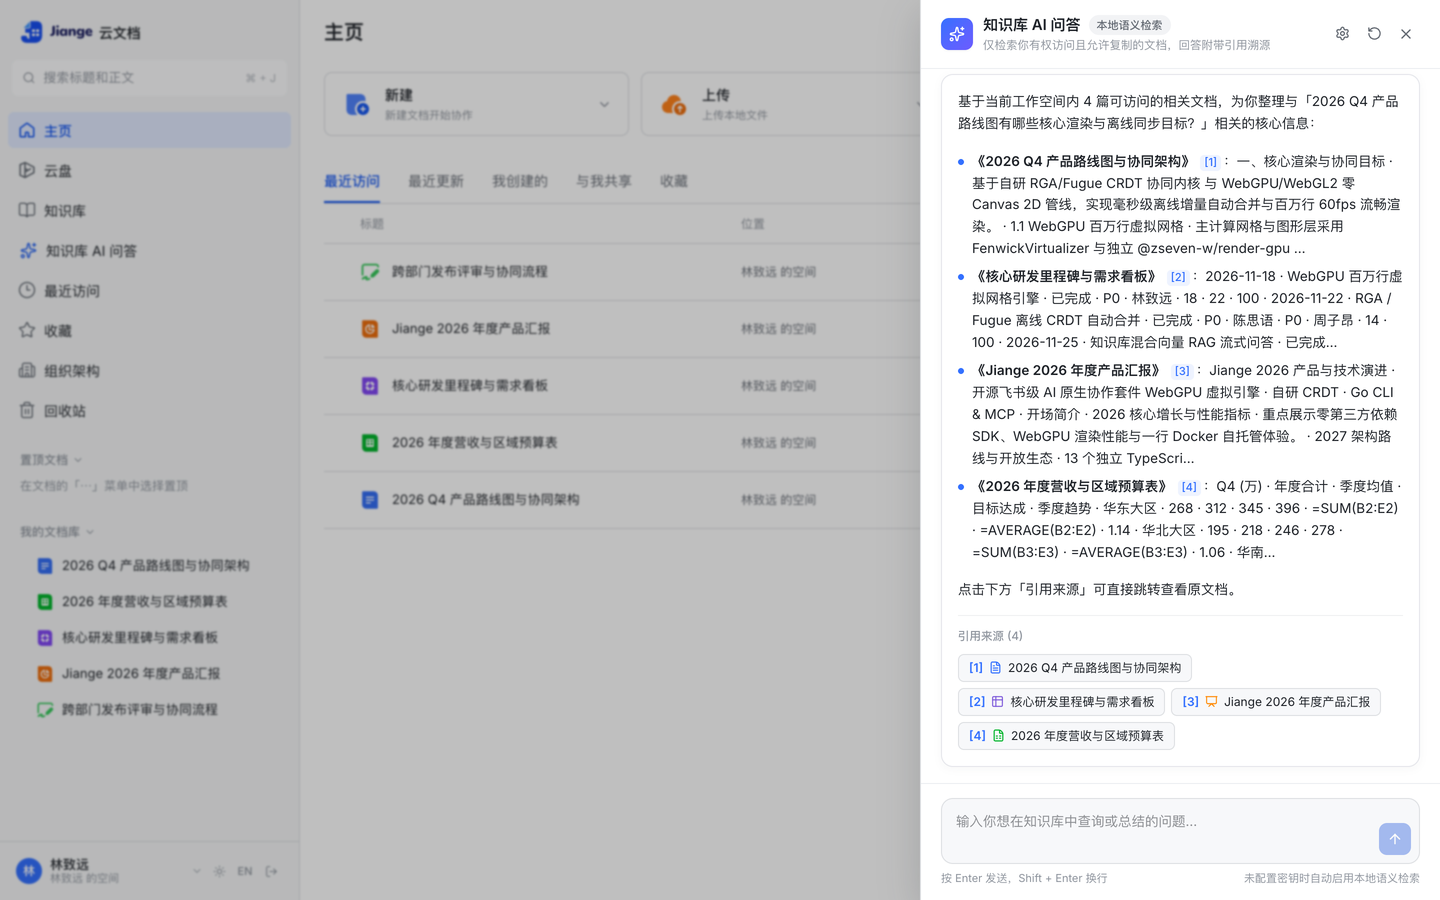 Jiange 云文档
搜索标题和正文 ⌘ + J
主页
云盘
知识库
知识库 AI 问答
最近访问
收藏
组织架构
回收站
置顶文档
在文档的「…」菜单中选择置顶
我的文档库
2026 Q4 产品路线图与协同架构
2026 年度营收与区域预算表
核心研发里程碑与需求看板
Jiange 2026 年度产品汇报
跨部门发布评审与协同流程
林 林致远
林致远 的空间
EN
主页
新建
新建文档开始协作
上传
上传本地文件
最近访问 最近更新 我创建的 与我共享 收藏
标题 位置
跨部门发布评审与协同流程 林致远 的空间
Jiange 2026 年度产品汇报 林致远 的空间
核心研发里程碑与需求看板 林致远 的空间
2026 年度营收与区域预算表 林致远 的空间
2026 Q4 产品路线图与协同架构 林致远 的空间
知识库 AI 问答 本地语义检索
仅检索你有权访问且允许复制的文档，回答附带引用溯源
基于当前工作空间内 4 篇可访问的相关文档，为你整理与「2026 Q4 产品
路线图有哪些核心渲染与离线同步目标？」相关的核心信息：
《2026 Q4 产品路线图与协同架构》 [1]： 一、核心渲染与协同目标 ·
基于自研 RGA/Fugue CRDT 协同内核 与 WebGPU/WebGL2 零
Canvas 2D 管线，实现毫秒级离线增量自动合并与百万行 60fps 流畅渲
染。 · 1.1 WebGPU 百万行虚拟网格 · 主计算网格与图形层采用
FenwickVirtualizer 与独立 @zseven-w/render-gpu ...
《核心研发里程碑与需求看板》 [2]： 2026-11-18 · WebGPU 百万行虚
拟网格引擎 · 已完成 · P0 · 林致远 · 18 · 22 · 100 · 2026-11-22 · RGA /
Fugue 离线 CRDT 自动合并 · 已完成 · P0 · 陈思语 · P0 · 周子昂 · 14 ·
100 · 2026-11-25 · 知识库混合向量 RAG 流式问答 · 已完成...
《Jiange 2026 年度产品汇报》 [3]： Jiange 2026 产品与技术演进 ·
开源飞书级 AI 原生协作套件 WebGPU 虚拟引擎 · 自研 CRDT · Go CLI
& MCP · 开场简介 · 2026 核心增长与性能指标 · 重点展示零第三方依赖
SDK、WebGPU 渲染性能与一行 Docker 自托管体验。 · 2027 架构路
线与开放生态 · 13 个独立 TypeScri...
《2026 年度营收与区域预算表》 [4]： Q4 (万) · 年度合计 · 季度均值 ·
目标达成 · 季度趋势 · 华东大区 · 268 · 312 · 345 · 396 · =SUM(B2:E2)
· =AVERAGE(B2:E2) · 1.14 · 华北大区 · 195 · 218 · 246 · 278 ·
=SUM(B3:E3) · =AVERAGE(B3:E3) · 1.06 · 华南...
点击下方「引用来源」可直接跳转查看原文档。
引用来源 (4)
[1] 2026 Q4 产品路线图与协同架构
[2] 核心研发里程碑与需求看板 [3] Jiange 2026 年度产品汇报
[4] 2026 年度营收与区域预算表
输入你想在知识库中查询或总结的问题...
按 Enter 发送，Shift + Enter 换行 未配置密钥时自动启用本地语义检索